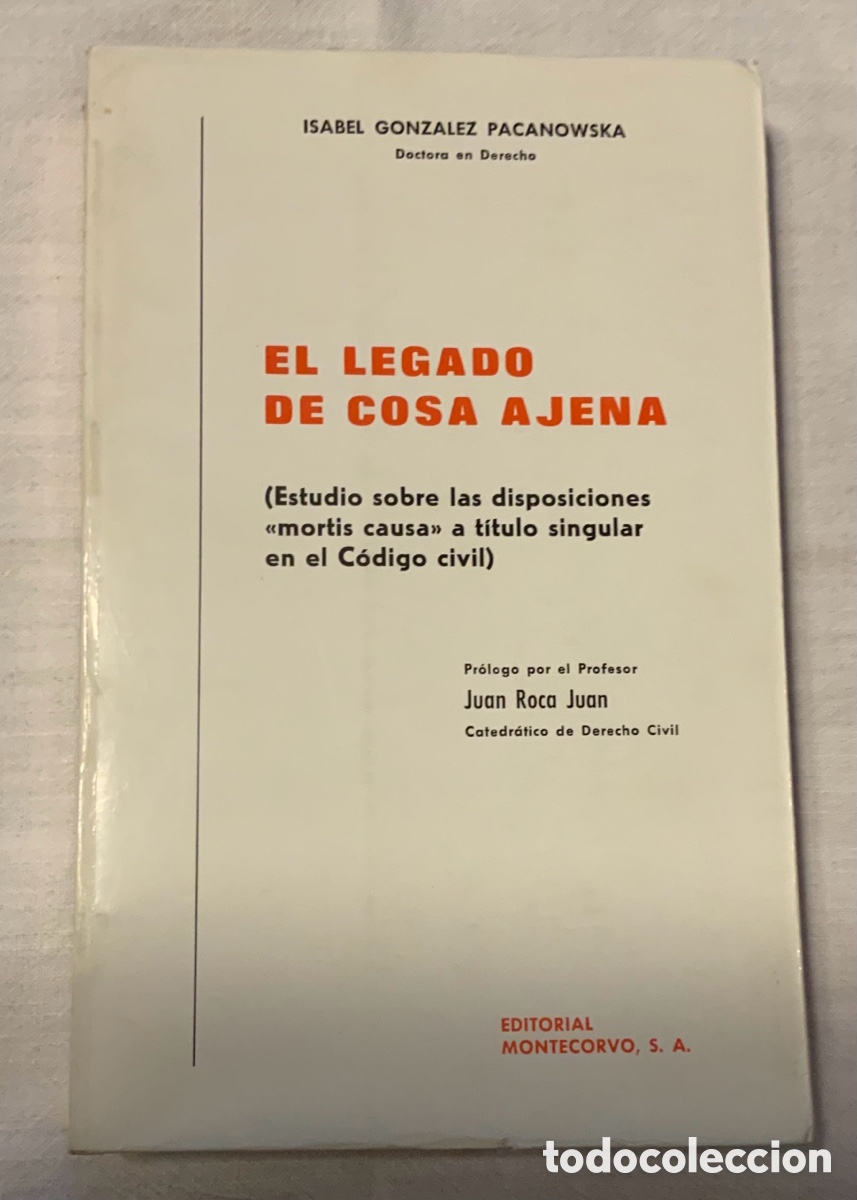 ISABEL GONZALEZ PACANOWSKA
Doctora en Derecho
EL LEGADO
DE COSA AJENA
(Estudio sobre las disposiciones
«mortis causa» a título singular
en el Código civil)
Prólogo por el Profesor
Juan Roca Juan
Catedrático de Derecho Civil
EDITORIAL
MONTECORVO, S. A.
todocoleccion